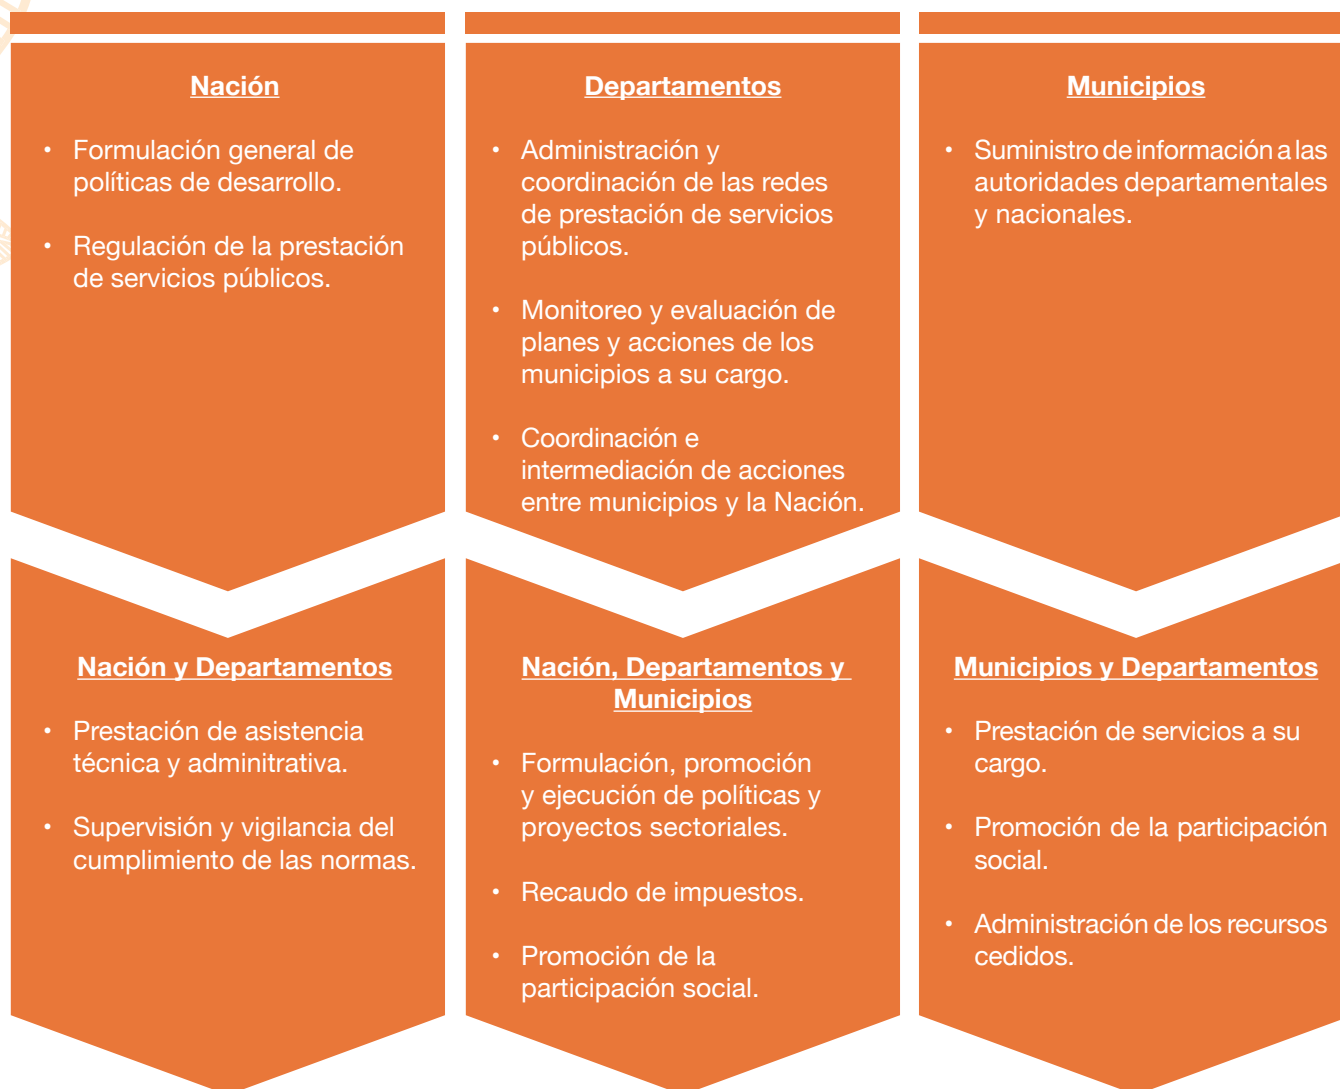 Nación
• Formulación general de
políticas de desarrollo.
• Regulación de la prestación
de servicios públicos.
Departamentos
• Administración y
coordinación de las redes
de prestación de servicios
públicos.
• Monitoreo y evaluación de
planes y acciones de los
municipios a su cargo.
• Coordinación e
intermediación de acciones
entre municipios y la Nación.
Municipios
• Suministro de información a las
autoridades departamentales
y nacionales.
Nación y Departamentos
• Prestación de asistencia
técnica y adminitrativa.
• Supervisión y vigilancia del
cumplimiento de las normas.
Nación, Departamentos y
Municipios
• Formulación, promoción
y ejecución de políticas y
proyectos sectoriales.
• Recaudo de impuestos.
• Promoción de la
participación social.
Municipios y Departamentos
• Prestación de servicios a su
cargo.
• Promoción de la participación
social.
• Administración de los recursos
cedidos.